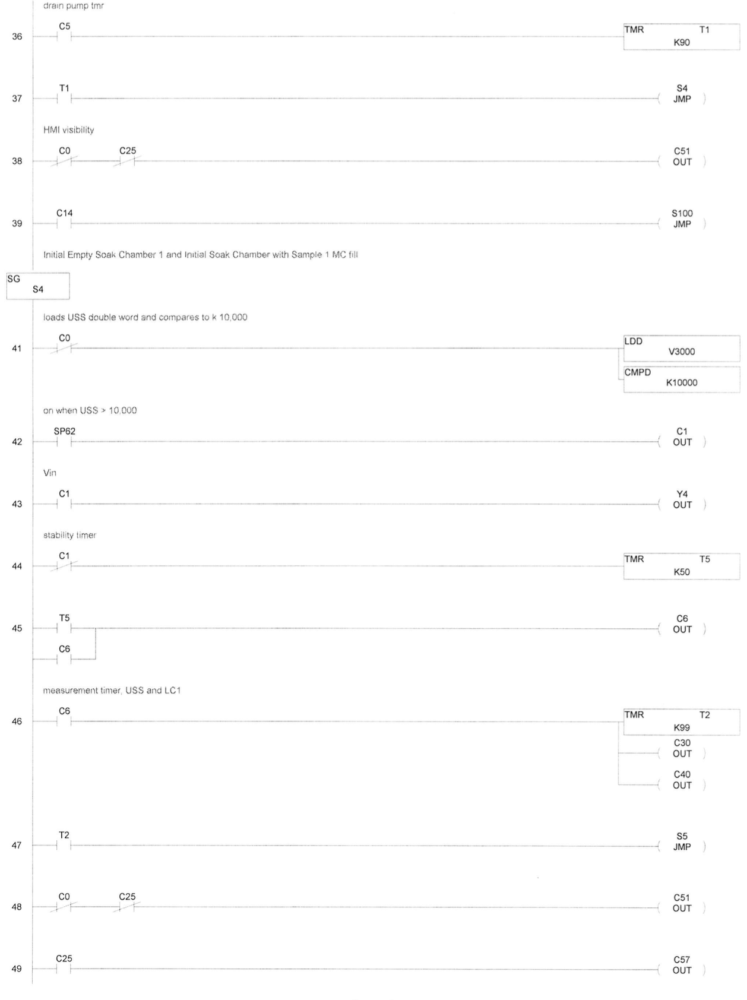 drain pump tmr
C5
36
TMR T1
K90
T1
37
S4
JMP
HMI visibility
C0 C25
38
C51
OUT
C14
39
S100
JMP
Initial Empty Soak Chamber 1 and Initial Soak Chamber with Sample 1 MC fill
SG
S4
loads USS double word and compares to k 10,000
C0
41
LDD
V3000
CMPD
K10000
on when USS > 10,000
SP62
42
C1
OUT
Vin
C1
43
Y4
OUT
stability timer
C1
44
TMR T5
K50
T5
45
C6
OUT
C6
measurement timer, USS and LC1
C6
46
TMR T2
K99
C30
OUT
C40
OUT
T2
47
S5
JMP
C0 C25
48
C51
OUT
C25
49
C57
OUT